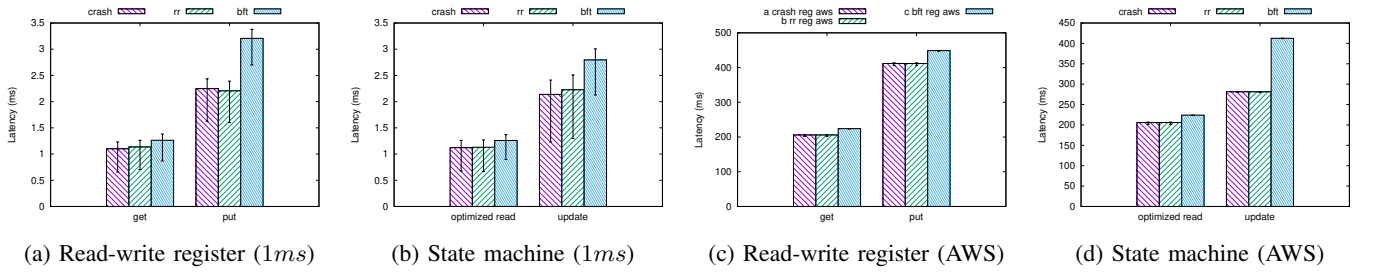 crash rr bft
Latency (ms)
3.5
3
2.5
2
1.5
1
0.5
0
get put
(a) Read-write register (1ms)
crash rr bft
Latency (ms)
3.5
3
2.5
2
1.5
1
0.5
0
optimized read update
(b) State machine (1ms)
a crash reg aws c bft reg aws
b rr reg aws
Latency (ms)
500
400
300
200
100
0
get put
(c) Read-write register (AWS)
crash rr bft
Latency (ms)
450
400
350
300
250
200
150
100
50
0
optimized read update
(d) State machine (AWS)